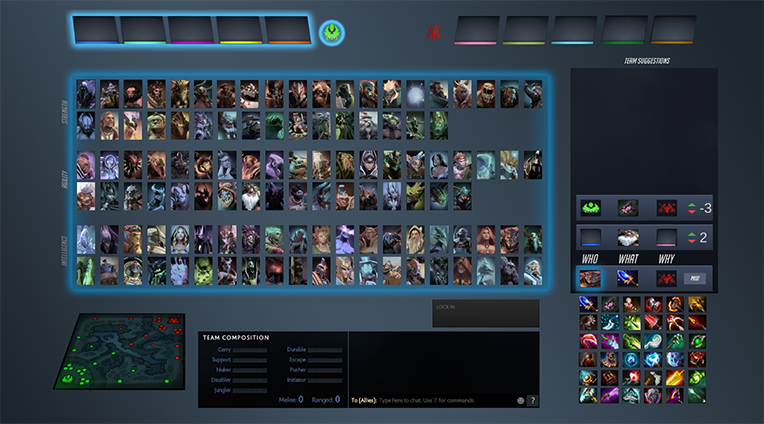 TEAM SUGGESTIONS
STRENGTH
AGILITY
INTELLIGENCE
-3
2
WHO WHAT WHY
POST
LOCK IN
TEAM COMPOSITION
Carry Durable
Support Escape
Nuker Pusher
Disabler Initiator
Jungler
Melee: 0 Ranged: 0
To (Allies): Type here to chat. Use '/' for commands.
?